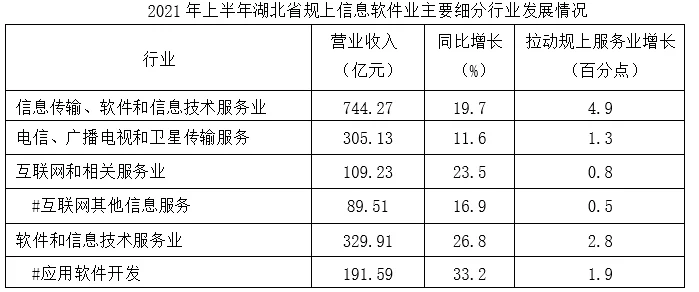 2021 年上半年湖北省规上信息软件业主要细分行业发展情况
行业 营业收入（亿元） 同比增长（%） 拉动规上服务业增长（百分点）
信息传输、软件和信息技术服务业 744.27 19.7 4.9
电信、广播电视和卫星传输服务 305.13 11.6 1.3
互联网和相关服务业 109.23 23.5 0.8
#互联网其他信息服务 89.51 16.9 0.5
软件和信息技术服务业 329.91 26.8 2.8
#应用软件开发 191.59 33.2 1.9